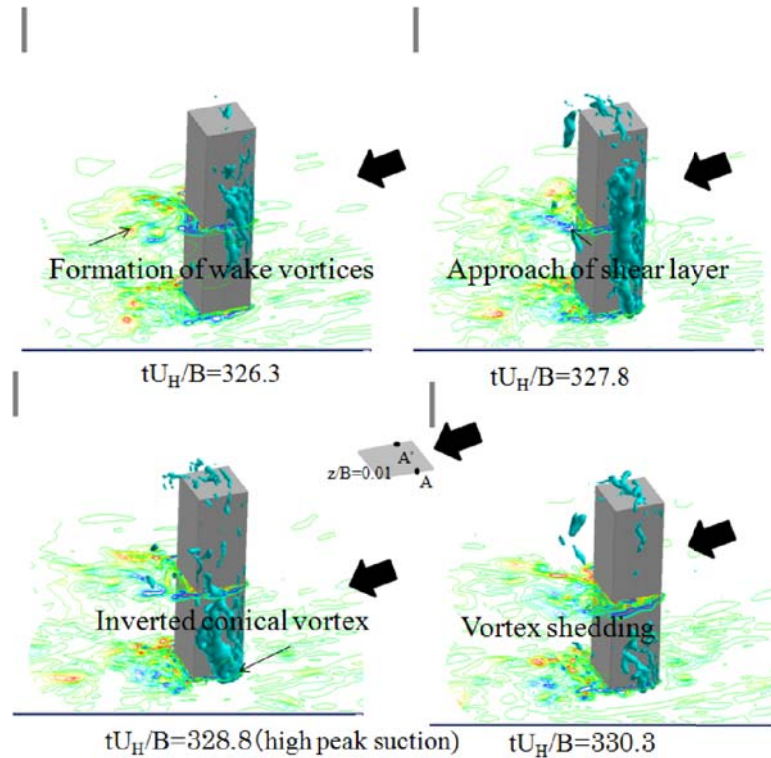 Formation of wake vortices
Approach of shear layer
tU_H/B=326.3
tU_H/B=327.8
A'
z/B=0.01
A
Inverted conical vortex
Vortex shedding
tU_H/B=328.8(high peak suction)
tU_H/B=330.3